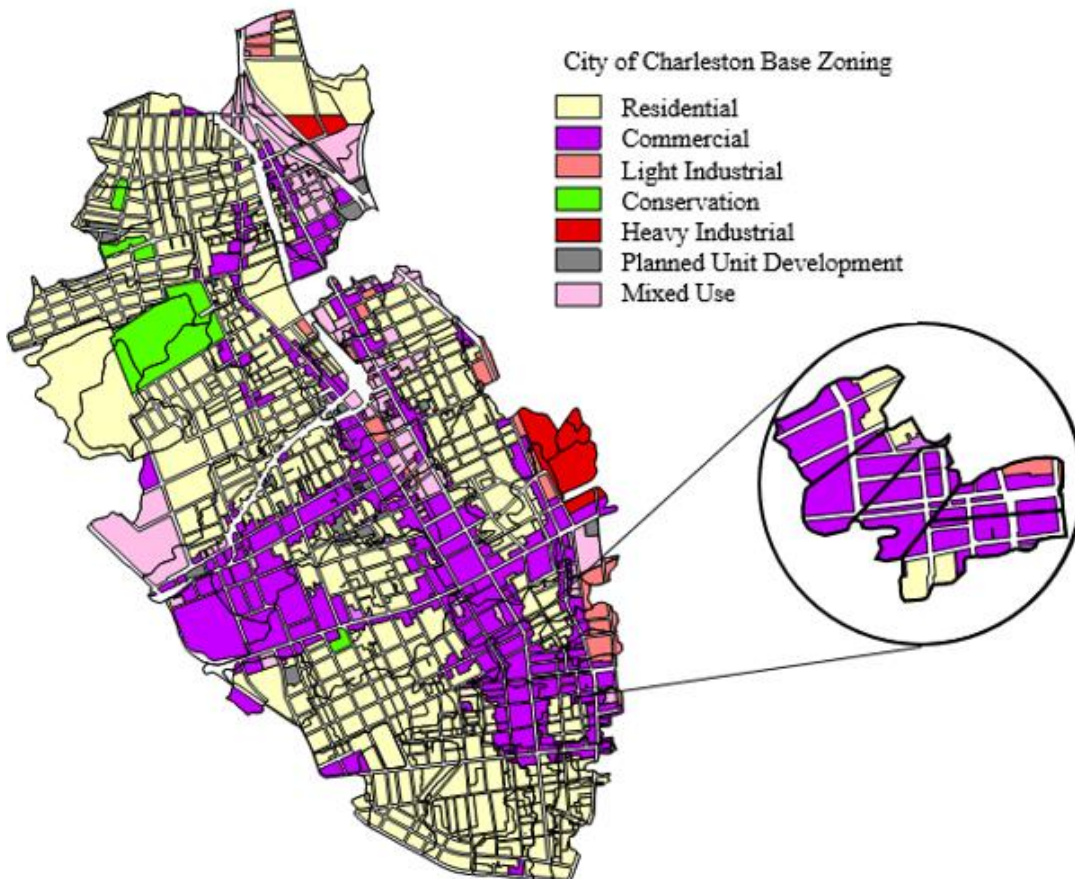 City of Charleston Base Zoning
Residential
Commercial
Light Industrial
Conservation
Heavy Industrial
Planned Unit Development
Mixed Use